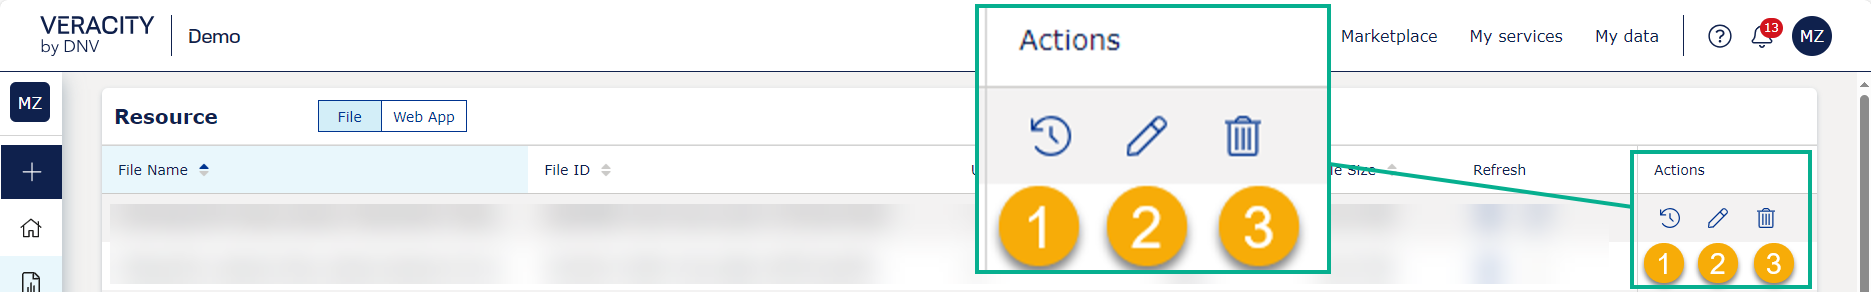 VERACITY
by DNV
Demo
Marketplace
My services
My data
?
13
MZ
MZ
Resource
File
Web App
File Name
File ID
Size
Refresh
Actions
Actions
1
2
3
1
2
3